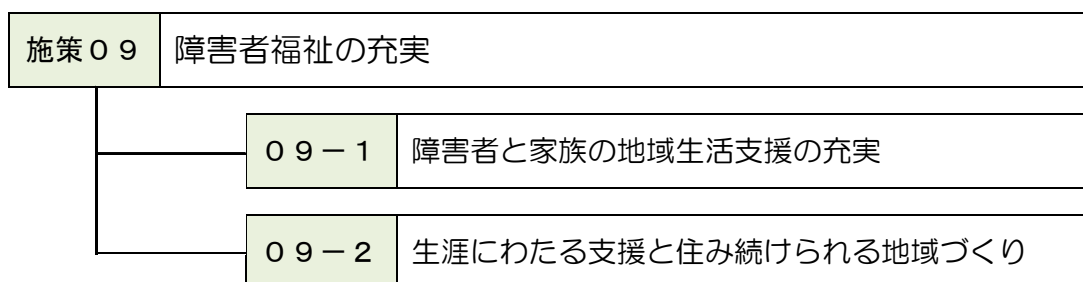 施策０９ 障害者福祉の充実
０９－１ 障害者と家族の地域生活支援の充実
０９－２ 生涯にわたる支援と住み続けられる地域づくり